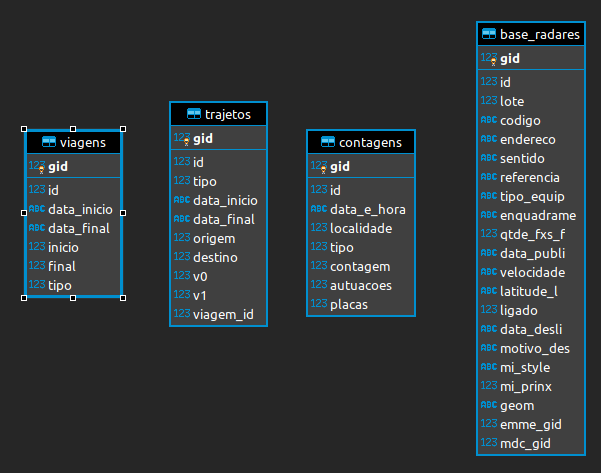 viagens
123 gid
123 id
ABC data_inicio
ABC data_final
123 inicio
123 final
123 tipo
trajetos
123 gid
123 id
123 tipo
ABC data_inicio
ABC data_final
123 origem
123 destino
123 v0
123 v1
123 viagem_id
contagens
123 gid
123 id
ABC data_e_hora
123 localidade
123 tipo
123 contagem
123 autuacoes
123 placas
base_radares
123 gid
123 id
123 lote
ABC codigo
ABC endereco
ABC sentido
ABC referencia
ABC tipo_equip
ABC enquadrame
123 qtde_fxs_f
ABC data_publi
ABC velocidade
ABC latitude_l
123 ligado
ABC data_desli
ABC motivo_des
ABC mi_style
123 mi_prinx
ABC geom
123 emme_gid
123 mdc_gid